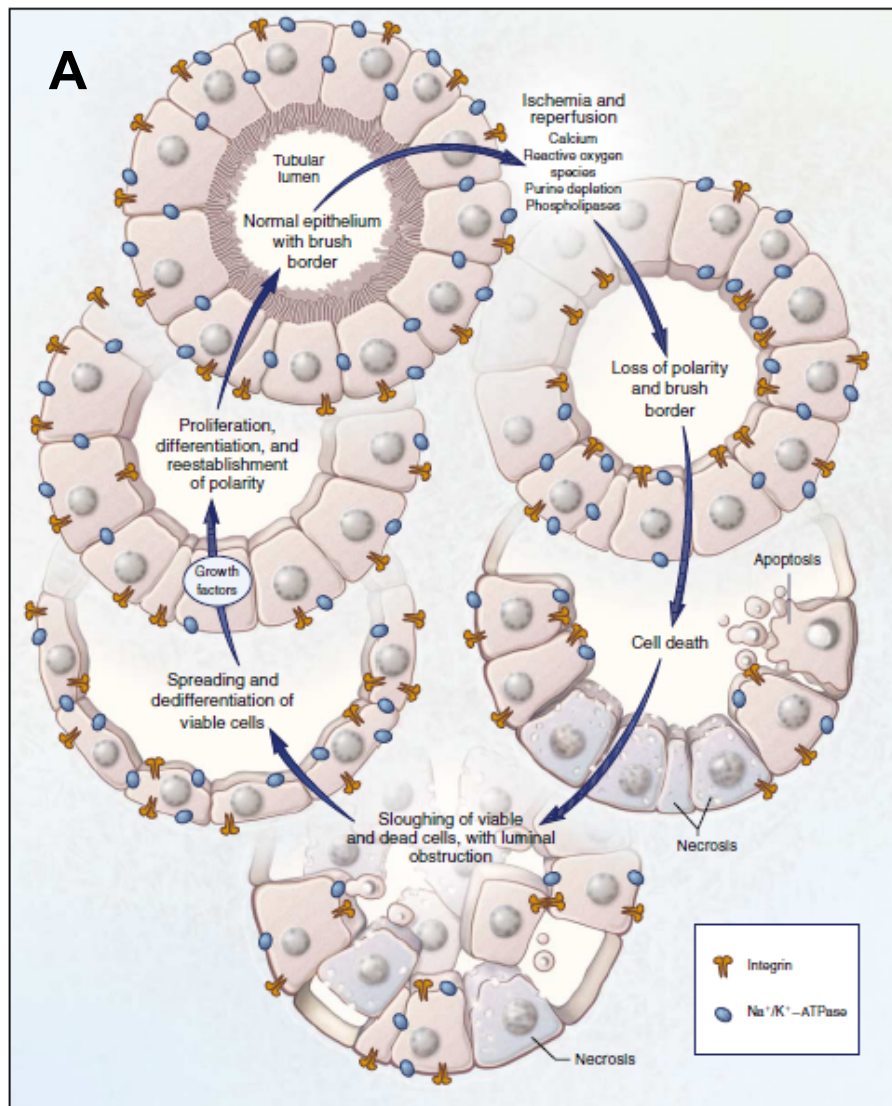 A
Ischemia and
reperfusion
Calcium
Reactive oxygen
species
Purine depletion
Phospholipases
Tubular
lumen
Normal epithelium
with brush
border
Loss of polarity
and brush
border
Proliferation,
differentiation, and
reestablishment
of polarity
Growth
factors
Apoptosis
Cell death
Spreading and
dedifferentiation of
viable cells
Sloughing of viable
and dead cells, with luminal
obstruction
Necrosis
Necrosis
Integrin
Na⁺/K⁺–ATPase